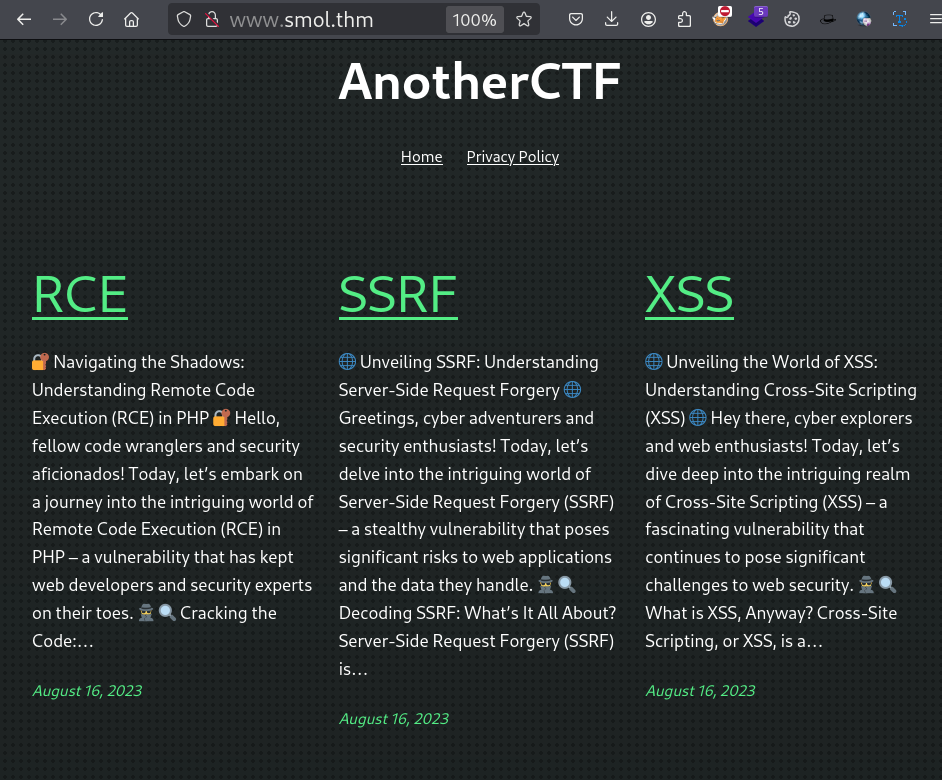 www.smol.thm
100%
5
AnotherCTF
Home Privacy Policy
RCE
🔐 Navigating the Shadows:
Understanding Remote Code
Execution (RCE) in PHP 🔐 Hello,
fellow code wranglers and security
aficionados! Today, let’s embark on
a journey into the intriguing world of
Remote Code Execution (RCE) in
PHP – a vulnerability that has kept
web developers and security experts
on their toes. 🕵️🔍 Cracking the
Code:…
August 16, 2023
SSRF
🌐 Unveiling SSRF: Understanding
Server-Side Request Forgery 🌐
Greetings, cyber adventurers and
security enthusiasts! Today, let’s
delve into the intriguing world of
Server-Side Request Forgery (SSRF)
– a stealthy vulnerability that poses
significant risks to web applications
and the data they handle. 🕵️🔍
Decoding SSRF: What’s It All About?
Server-Side Request Forgery (SSRF)
is…
August 16, 2023
XSS
🌐 Unveiling the World of XSS:
Understanding Cross-Site Scripting
(XSS) 🌐 Hey there, cyber explorers
and web enthusiasts! Today, let’s
dive deep into the intriguing realm
of Cross-Site Scripting (XSS) – a
fascinating vulnerability that
continues to pose significant
challenges to web security. 🕵️🔍
What is XSS, Anyway? Cross-Site
Scripting, or XSS, is a…
August 16, 2023